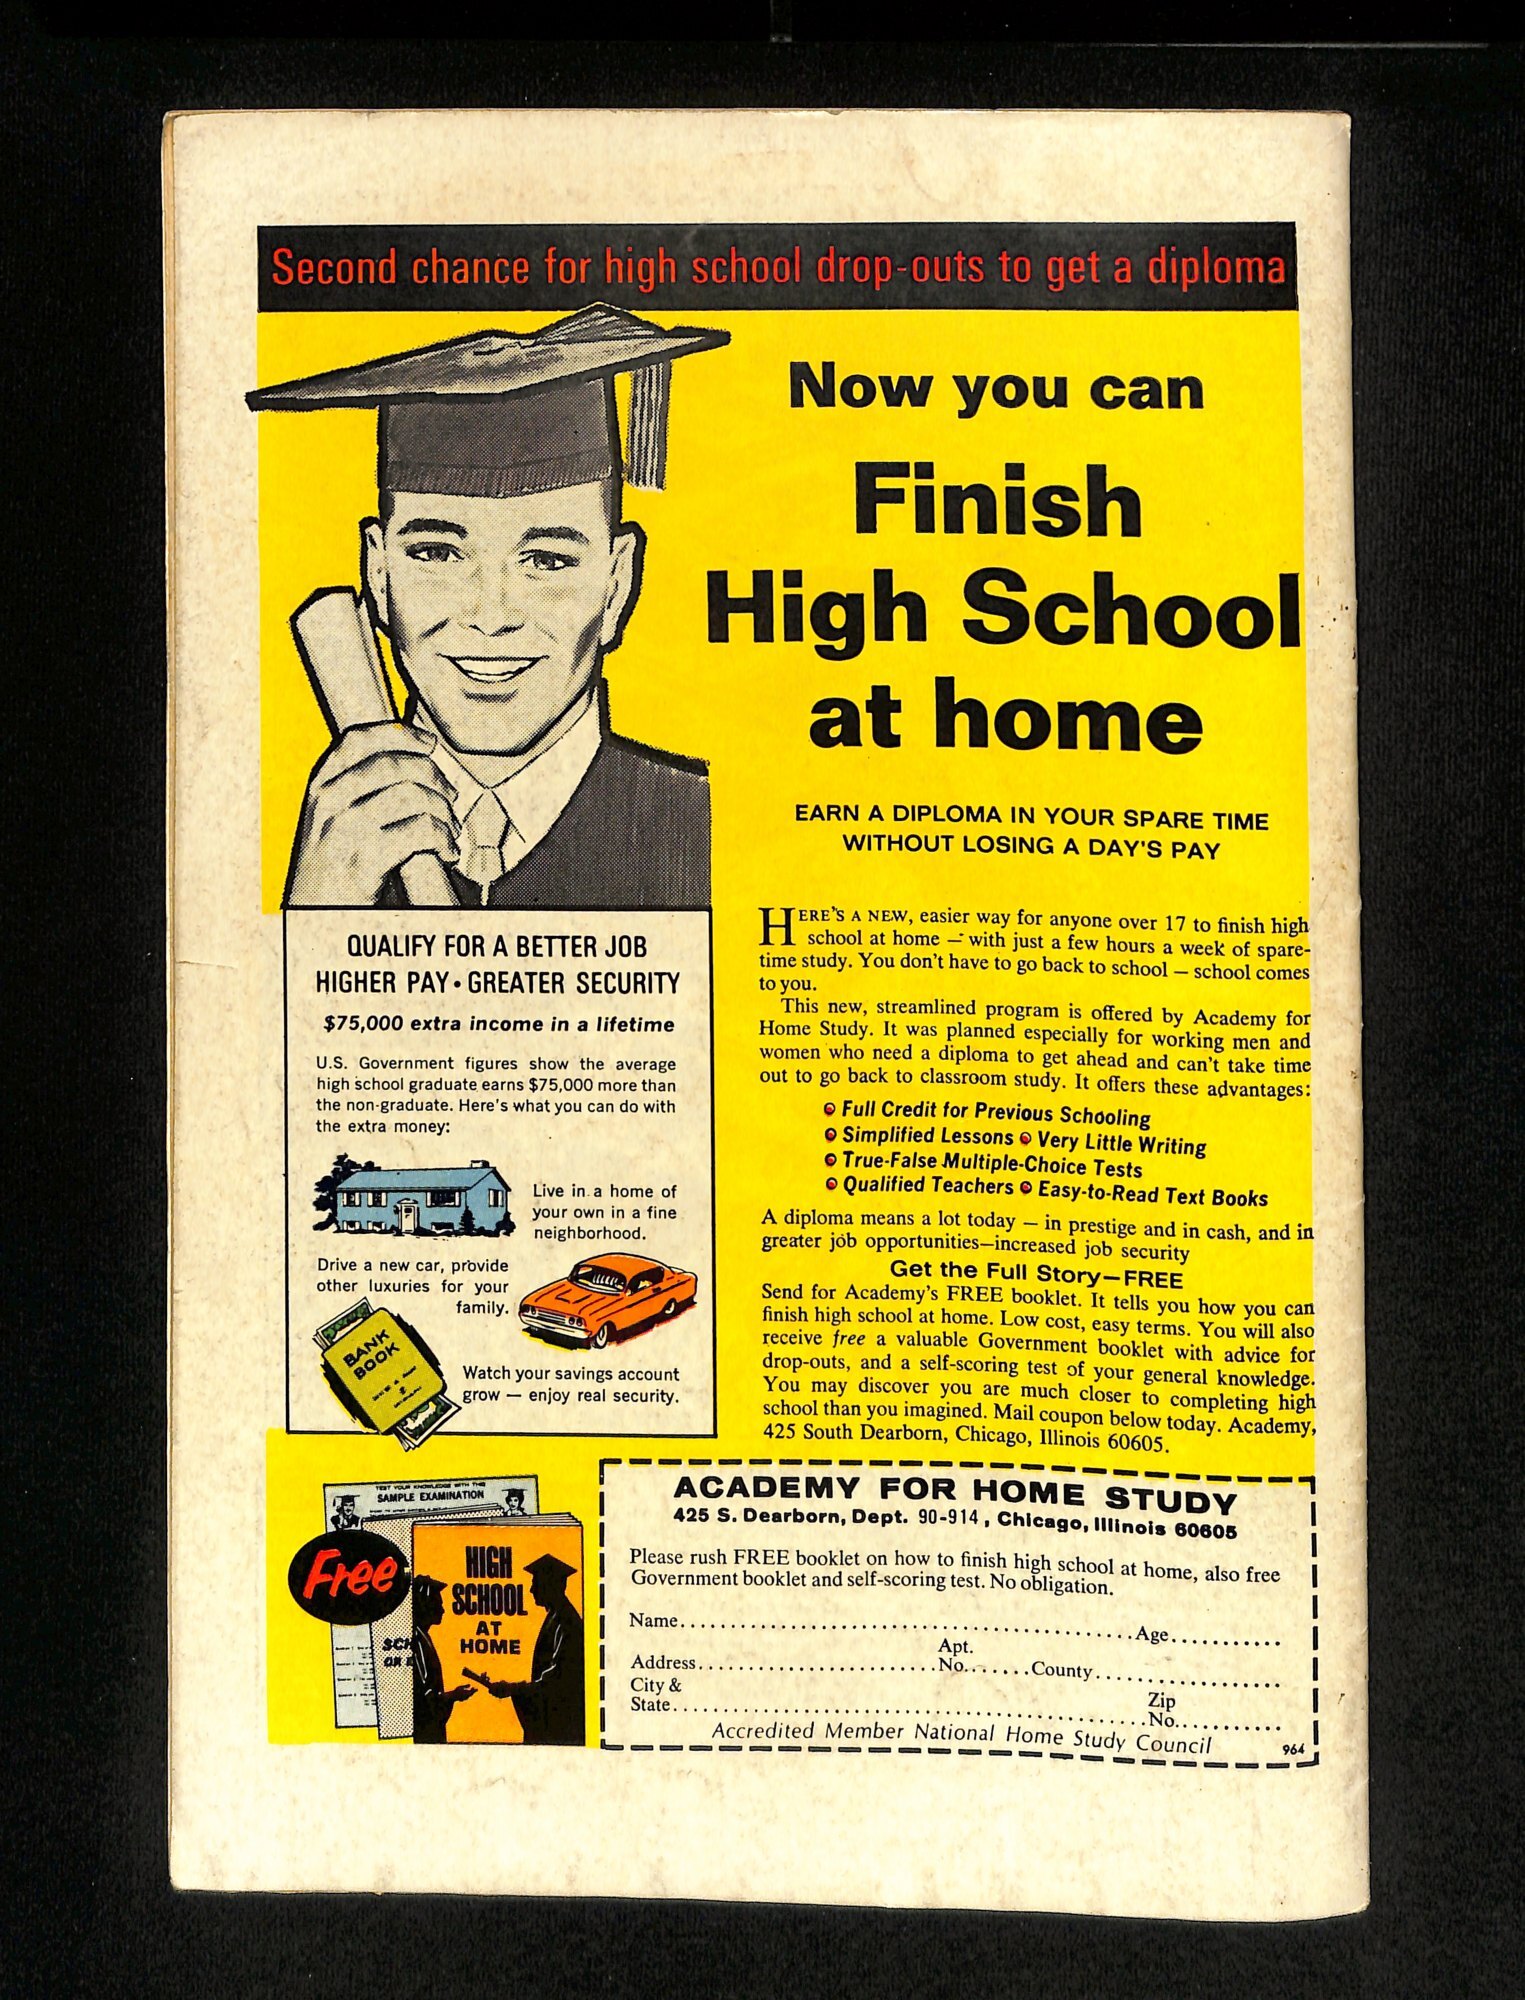 Second chance for high school drop-outs to get a diploma
Now you can
Finish
High School
at home
EARN A DIPLOMA IN YOUR SPARE TIME
WITHOUT LOSING A DAY'S PAY
HERE'S A NEW, easier way for anyone over 17 to finish high
school at home — with just a few hours a week of spare-
time study. You don't have to go back to school — school comes
to you.
This new, streamlined program is offered by Academy for
Home Study. It was planned especially for working men and
women who need a diploma to get ahead and can't take time
out to go back to classroom study. It offers these advantages:
Full Credit for Previous Schooling
Simplified Lessons Very Little Writing
True-False Multiple-Choice Tests
Qualified Teachers Easy-to-Read Text Books
A diploma means a lot today — in prestige and in cash, and in
greater job opportunities—increased job security
Get the Full Story—FREE
Send for Academy's FREE booklet. It tells you how you can
finish high school at home. Low cost, easy terms. You will also
receive free a valuable Government booklet with advice for
drop-outs, and a self-scoring test of your general knowledge.
You may discover you are much closer to completing high
school than you imagined. Mail coupon below today. Academy,
425 South Dearborn, Chicago, Illinois 60605.
QUALIFY FOR A BETTER JOB
HIGHER PAY • GREATER SECURITY
$75,000 extra income in a lifetime
U.S. Government figures show the average
high school graduate earns $75,000 more than
the non-graduate. Here's what you can do with
the extra money:
Live in a home of
your own in a fine
neighborhood.
Drive a new car, provide
other luxuries for your
family.
BANK
BOOK
Watch your savings account
grow — enjoy real security.
TEST YOUR KNOWLEDGE WITH THIS
SAMPLE EXAMINATION
Free
HIGH
SCHOOL
AT
HOME
SCH
OR
ACADEMY FOR HOME STUDY
425 S. Dearborn, Dept. 90-914, Chicago, Illinois 60605
Please rush FREE booklet on how to finish high school at home, also free
Government booklet and self-scoring test. No obligation.
Name............................................Age...........
Apt.
Address.......................No.......County.....................
City &
State..............................................
Zip
No...........
Accredited Member National Home Study Council
964